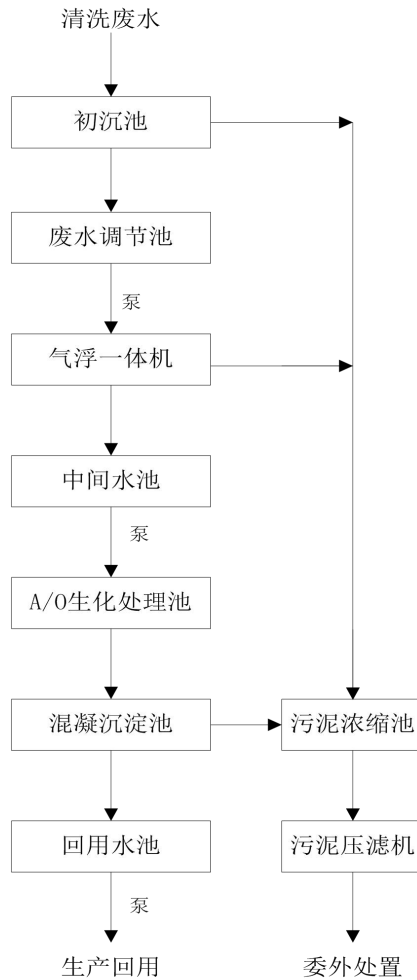 清洗废水
初沉池
废水调节池
泵
气浮一体机
中间水池
泵
A/O生化处理池
混凝沉淀池
污泥浓缩池
回用水池
污泥压滤机
泵
生产回用
委外处置